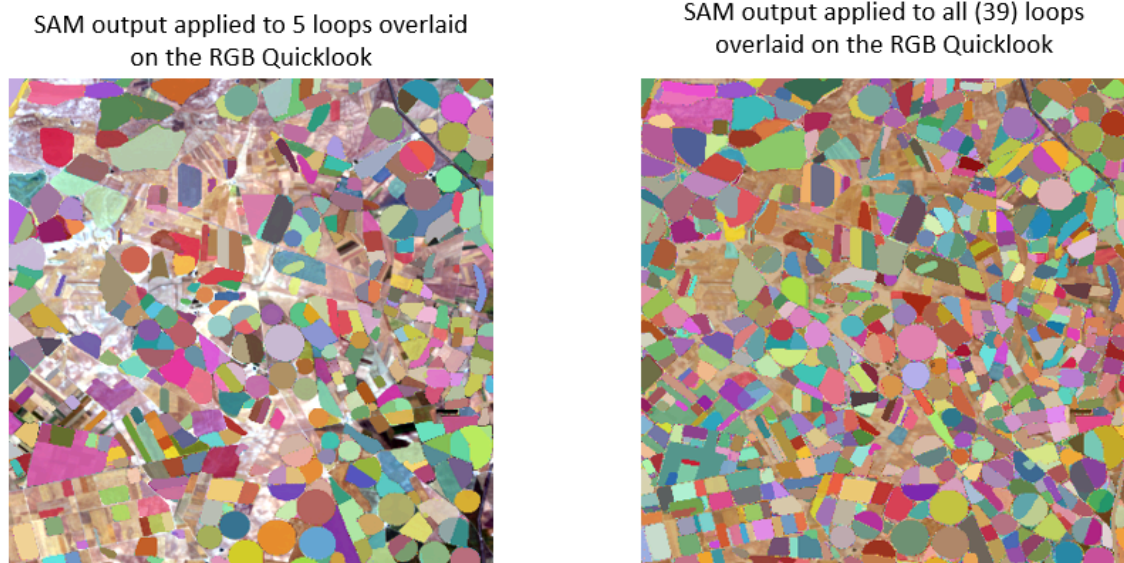 SAM output applied to 5 loops overlaid
on the RGB Quicklook
SAM output applied to all (39) loops
overlaid on the RGB Quicklook